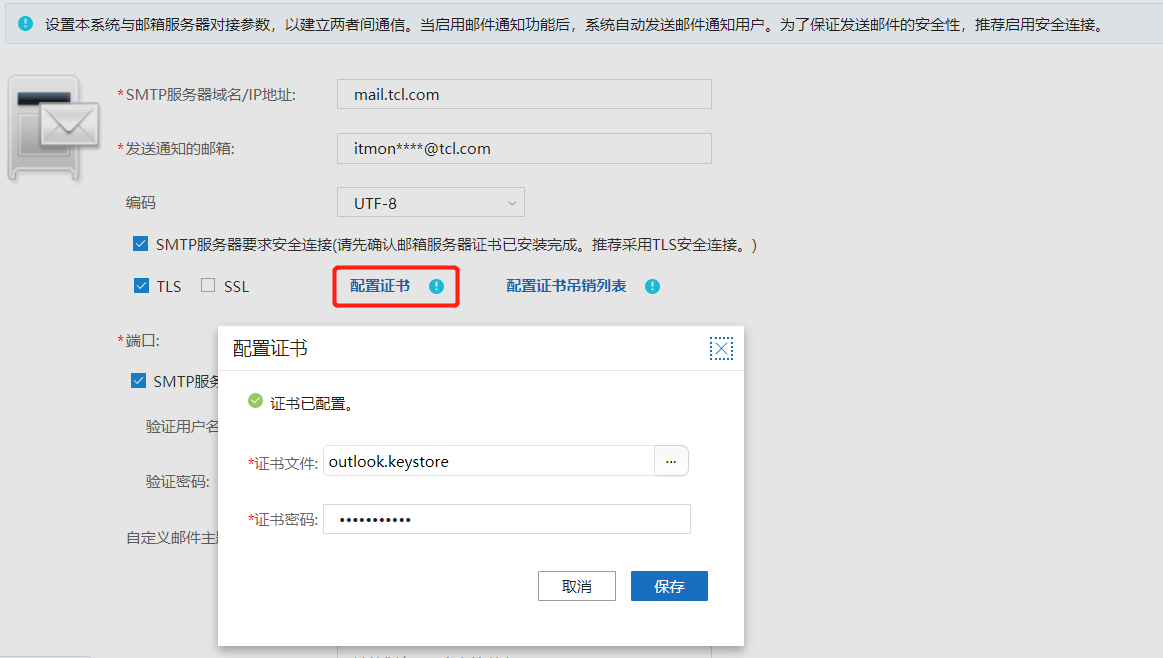 设置本系统与邮箱服务器对接参数，以建立两者间通信。当启用邮件通知功能后，系统自动发送邮件通知用户。为了保证发送邮件的安全性，推荐启用安全连接。
*SMTP服务器域名/IP地址: mail.tcl.com
*发送通知的邮箱: itmon****@tcl.com
编码 UTF-8
SMTP服务器要求安全连接(请先确认邮箱服务器证书已安装完成。推荐采用TLS安全连接。)
TLS SSL 配置证书 配置证书吊销列表
*端口:
配置证书
SMTP服务
证书已配置。
验证用户名
*证书文件: outlook.keystore ...
验证密码:
*证书密码: •••••••••••
自定义邮件主
取消 保存